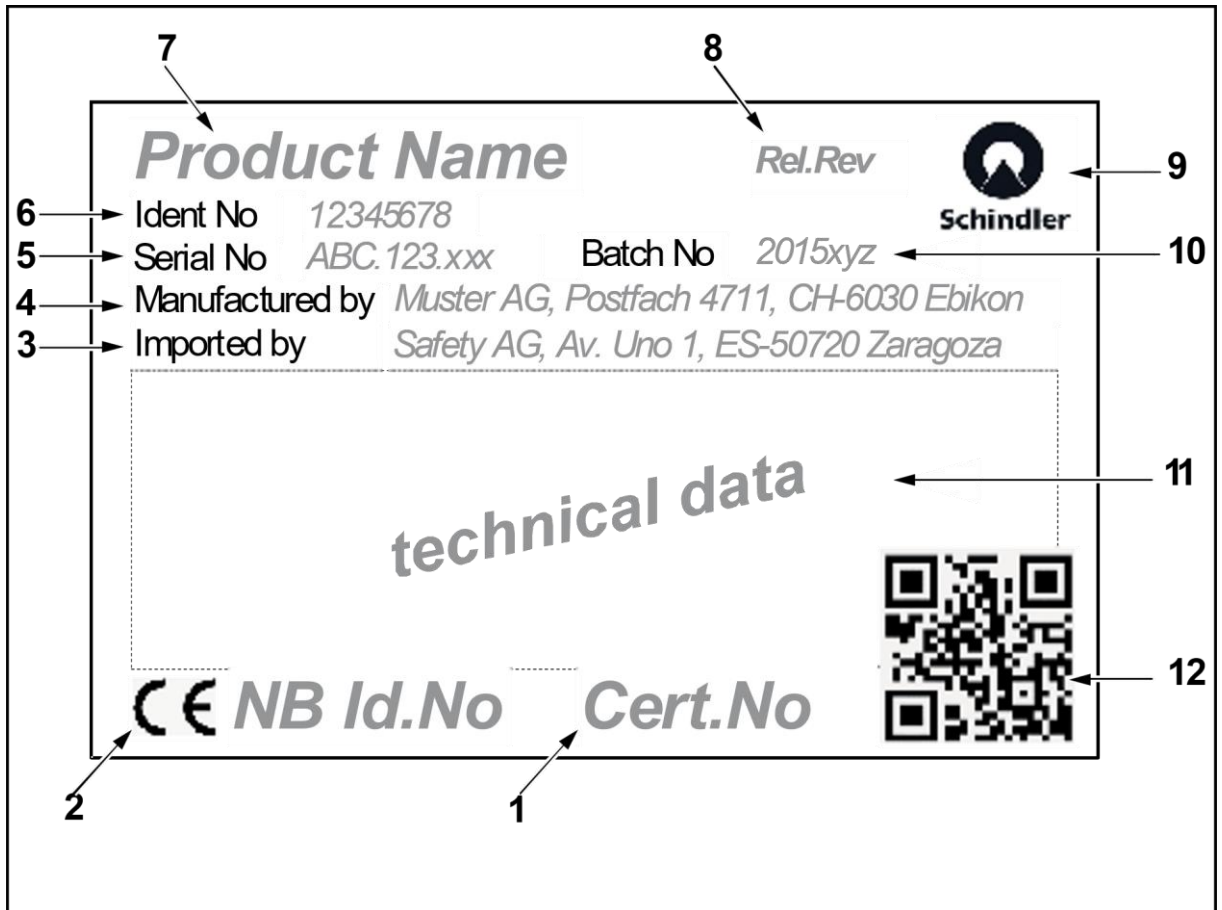 7 8
Product Name Rel.Rev
9
6 Ident No 12345678 Schindler
5 Serial No ABC.123.xxx Batch No 2015xyz 10
4 Manufactured by Muster AG, Postfach 4711, CH-6030 Ebikon
3 Imported by Safety AG, Av. Uno 1, ES-50720 Zaragoza
technical data 11
12
CE NB Id.No Cert.No
2 1